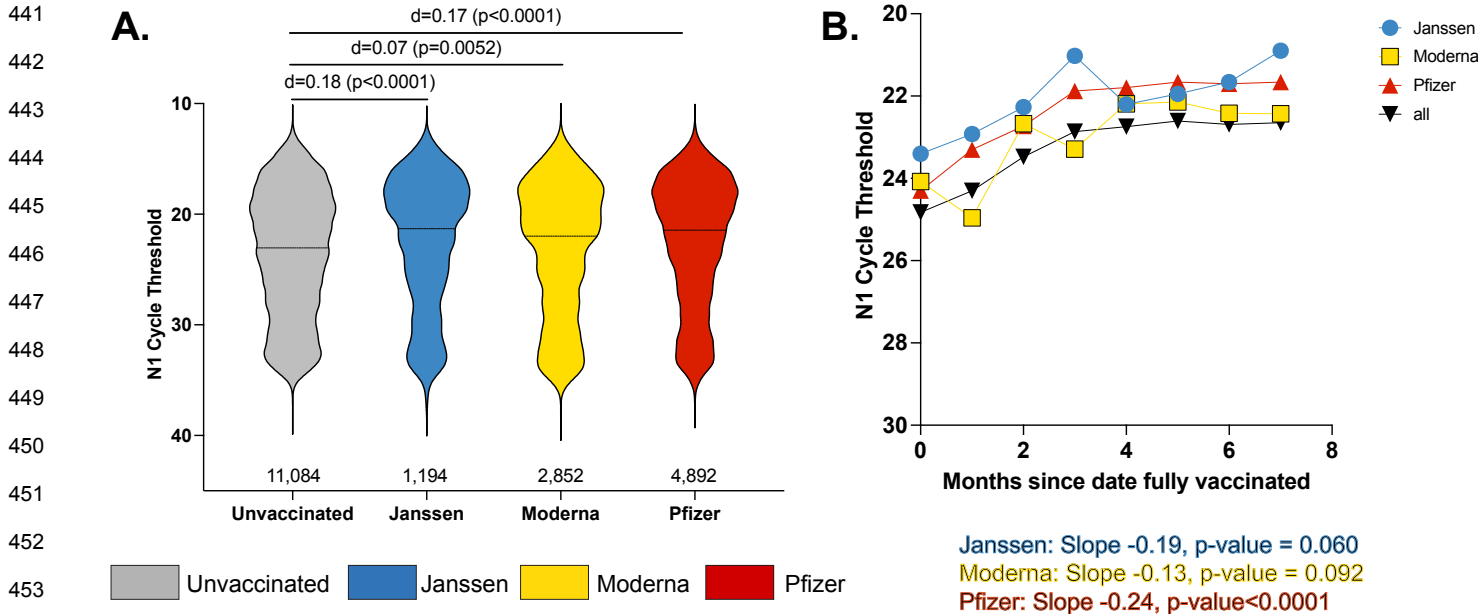 441
442
443
444
445
446
447
448
449
450
451
452
453
A.
d=0.17 (p<0.0001)
d=0.07 (p=0.0052)
d=0.18 (p<0.0001)
N1 Cycle Threshold
10
20
30
40
11,084 1,194 2,852 4,892
Unvaccinated Janssen Moderna Pfizer
Unvaccinated Janssen Moderna Pfizer
B.
N1 Cycle Threshold
20
22
24
26
28
30
0 2 4 6 8
Months since date fully vaccinated
Janssen
Moderna
Pfizer
all
Janssen: Slope -0.19, p-value = 0.060
Moderna: Slope -0.13, p-value = 0.092
Pfizer: Slope -0.24, p-value<0.0001